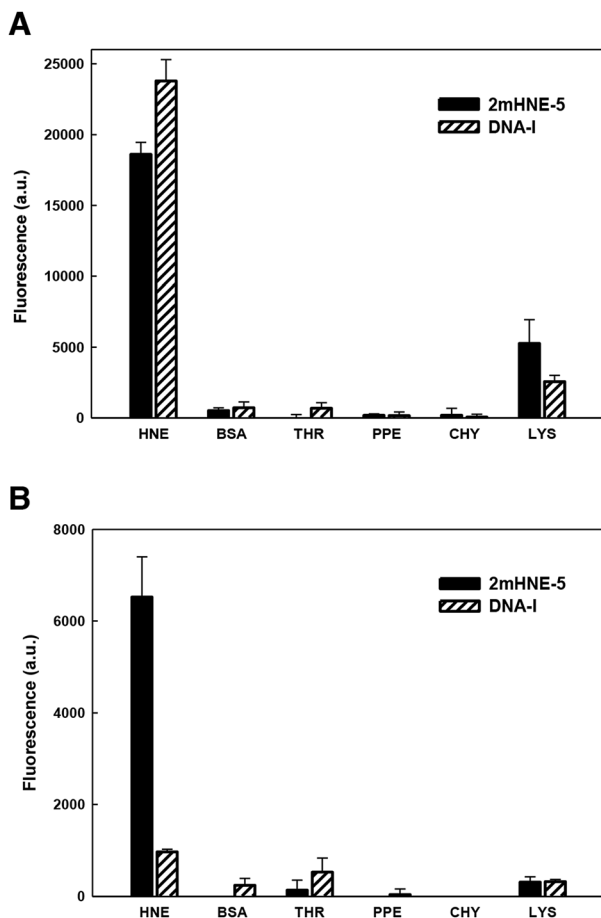 A
Fluorescence (a.u.)
25000
20000
15000
10000
5000
0
2mHNE-5
DNA-I
HNE BSA THR PPE CHY LYS
B
Fluorescence (a.u.)
8000
6000
4000
2000
0
2mHNE-5
DNA-I
HNE BSA THR PPE CHY LYS